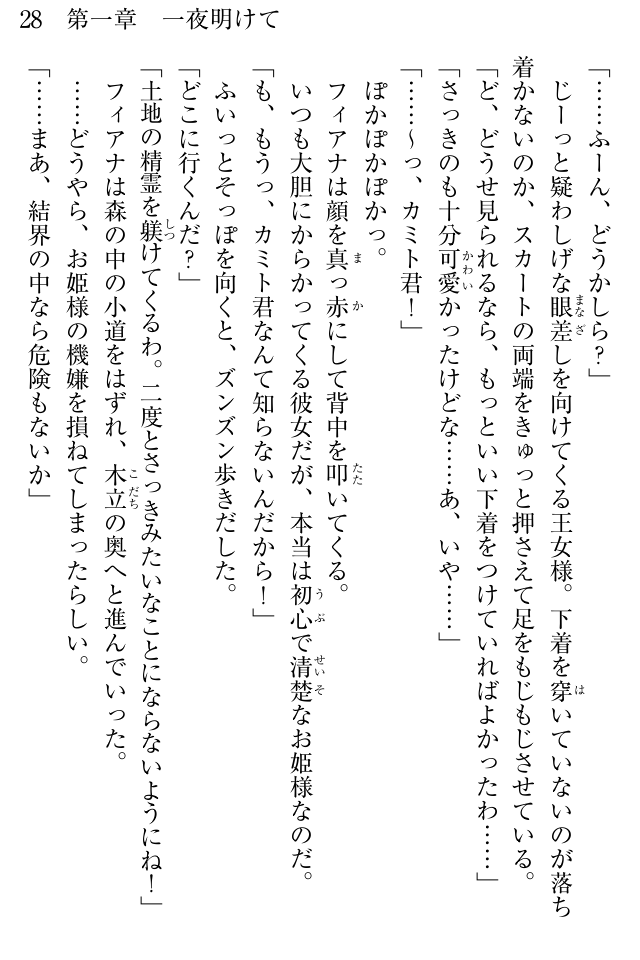 28　第一章　一夜明けて
「……ふーん、どうかしら？」
　じーっと疑わしげな眼差しを向けてくる王女様。下着を穿いていないのが落ち
着かないのか、スカートの両端をきゅっと押さえて足をもじもじさせている。
「ど、どうせ見られるなら、もっといい下着をつけていればよかったわ……」
「さっきのも十分可愛かったけどな……あ、いや……」
「……～っ、カミト君！」
　ぽかぽかぽかっ。
　フィアナは顔を真っ赤にして背中を叩いてくる。
　いつも大胆にからかってくる彼女だが、本当は初心で清楚なお姫様なのだ。
「も、もうっ、カミト君なんて知らないんだから！」
　ふいっとそっぽを向くと、ズンズン歩きだした。
「どこに行くんだ？」
「土地の精霊を躾けてくるわ。二度とさっきみたいなことにならないようにね！」
　フィアナは森の中の小道をはずれ、木立の奥へと進んでいった。
　……どうやら、お姫様の機嫌を損ねてしまったらしい。
「……まあ、結界の中なら危険もないか」